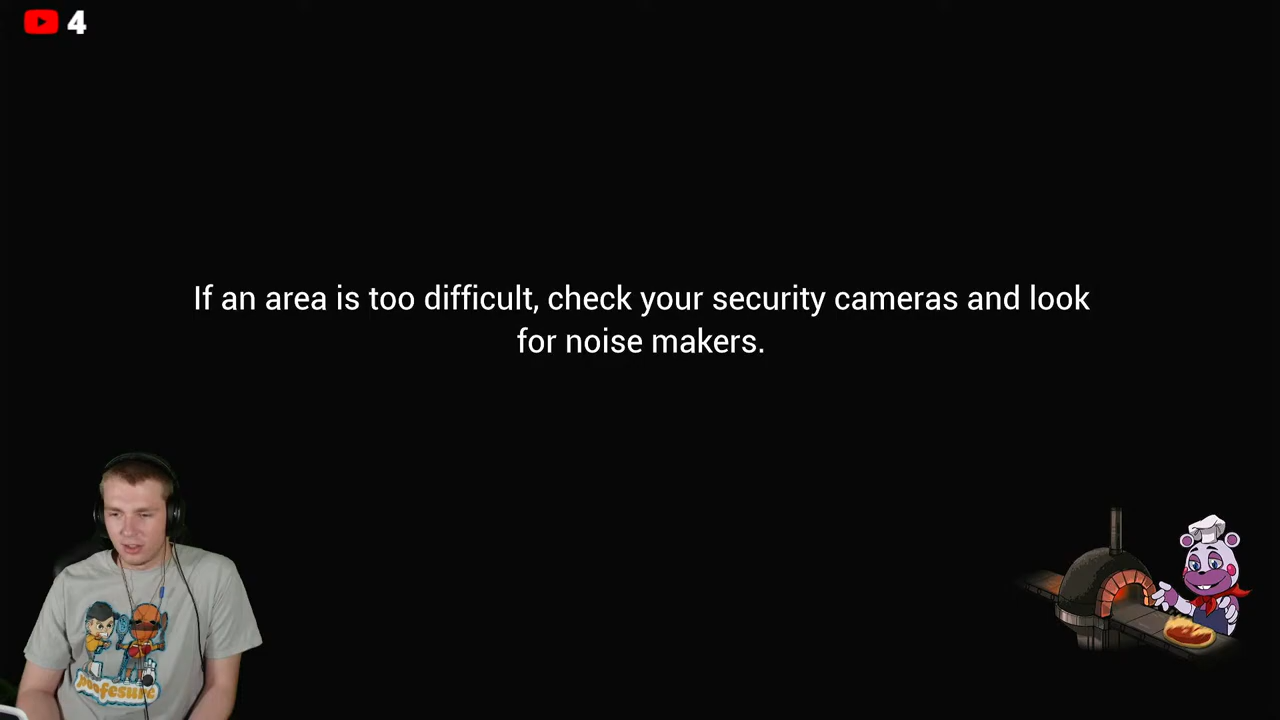 4
If an area is too difficult, check your security cameras and look
for noise makers.